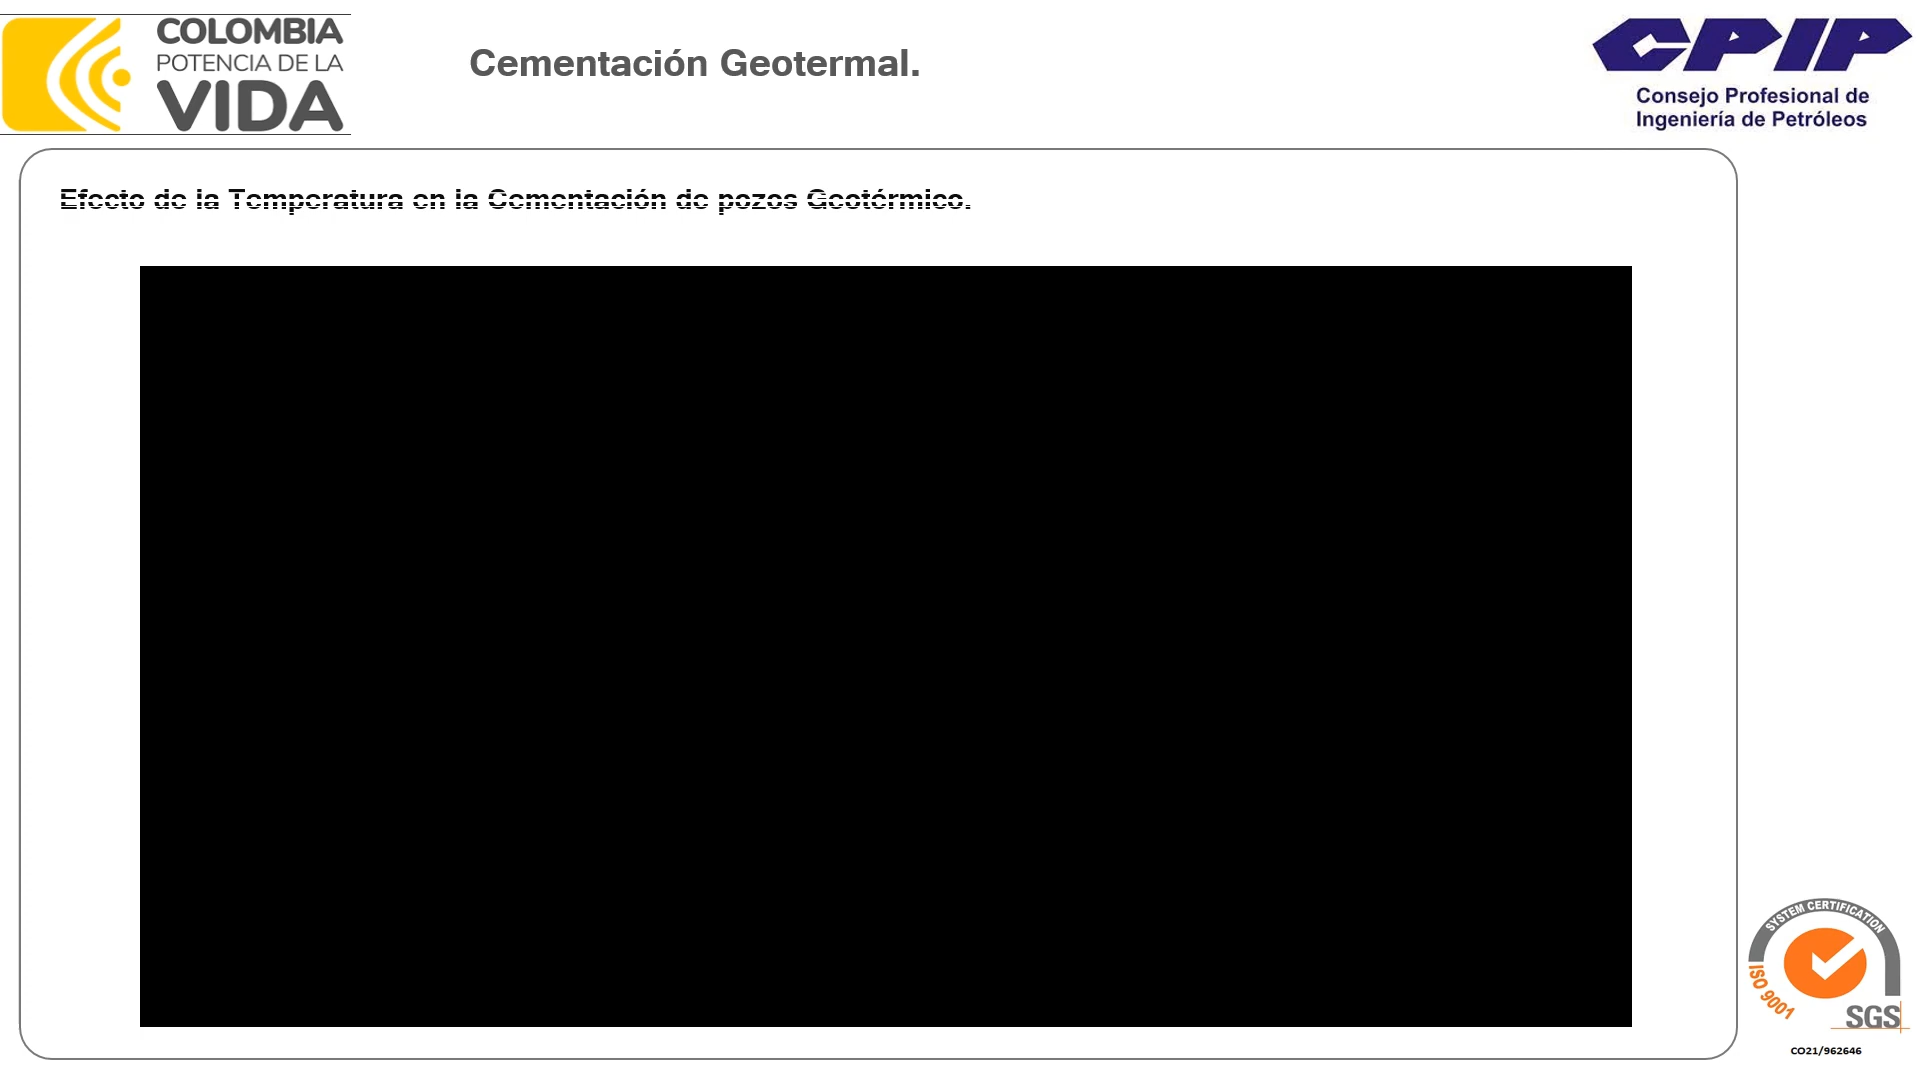 COLOMBIA
POTENCIA DE LA
VIDA
Cementación Geotermal.
CPIP
Consejo Profesional de
Ingeniería de Petróleos
Efecto de la Temperatura en la Cementación de pozos Geotérmico.
SYSTEM CERTIFICATION
ISO 9001
SGS
CO21/962646